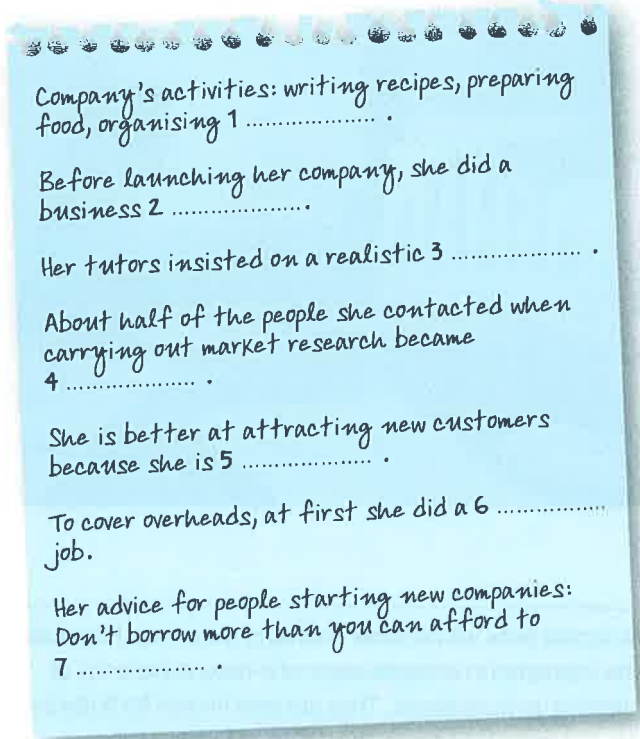 Company's activities: writing recipes, preparing
food, organising 1 .................... .
Before launching her company, she did a
business 2 .................... .
Her tutors insisted on a realistic 3 .................... .
About half of the people she contacted when
carrying out market research became
4 .................... .
She is better at attracting new customers
because she is 5 .................... .
To cover overheads, at first she did a 6 .................
job.
Her advice for people starting new companies:
Don't borrow more than you can afford to
7 .................... .